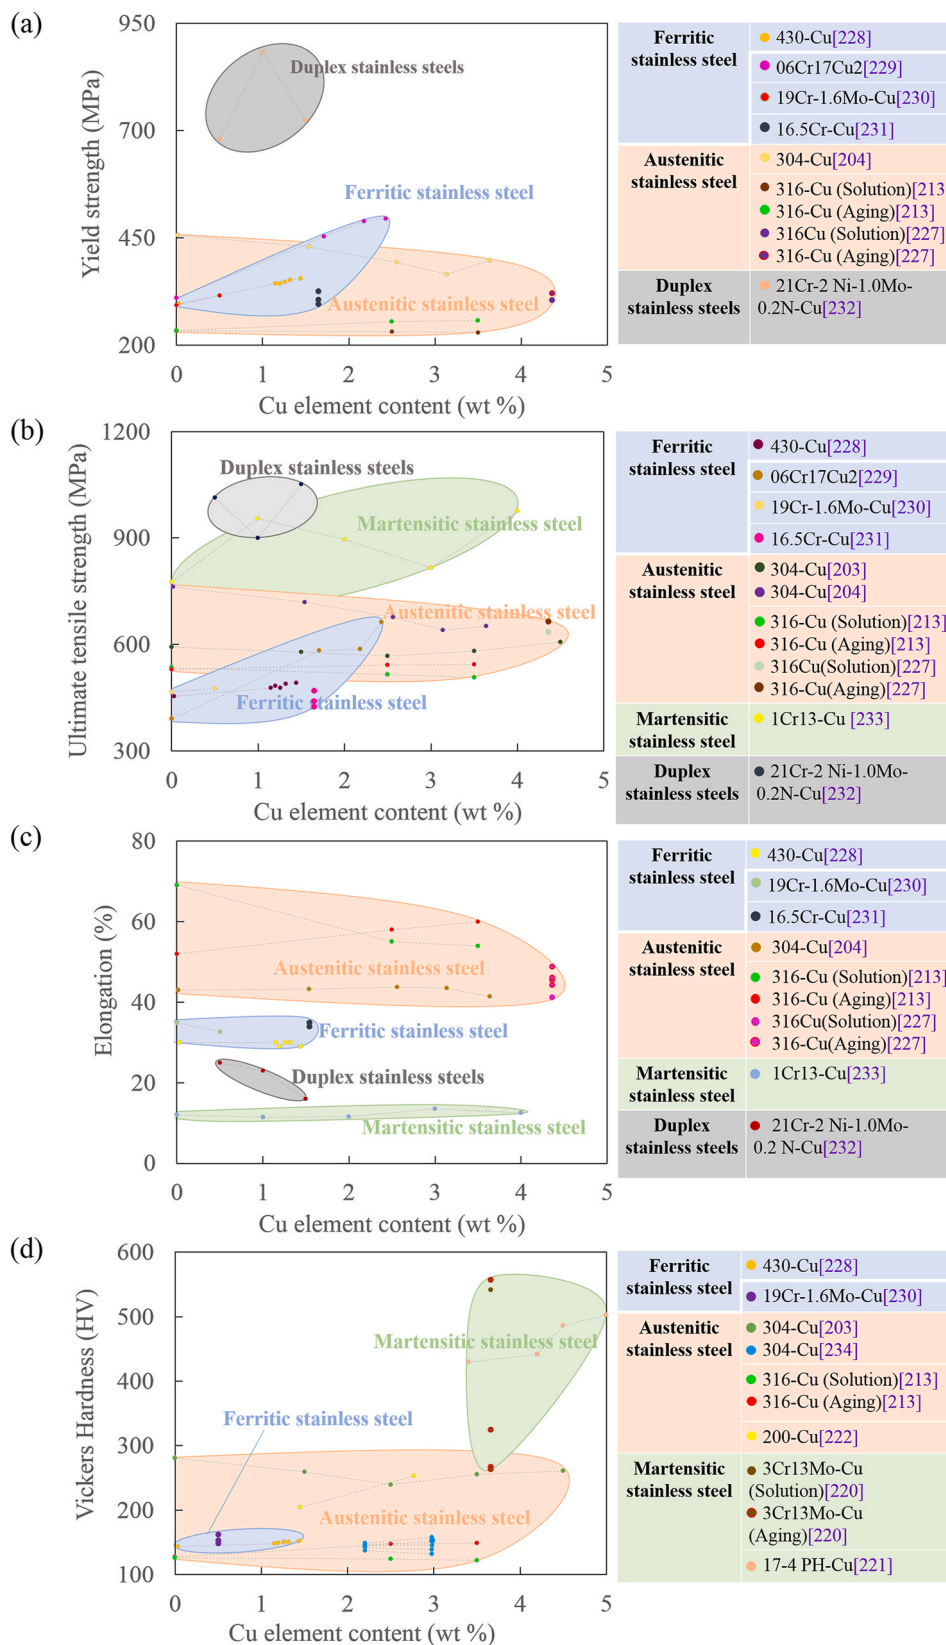 (a)
950
700
450
200
Yield strength (MPa)
Duplex stainless steels
Ferritic stainless steel
Austenitic stainless steel
0 1 2 3 4 5
Cu element content (wt %)
Ferritic
stainless steel
430-Cu[228]
06Cr17Cu2[229]
19Cr-1.6Mo-Cu[230]
16.5Cr-Cu[231]
Austenitic
stainless steel
304-Cu[204]
316-Cu (Solution)[213
316-Cu (Aging)[213]
316Cu (Solution)[227]
316-Cu (Aging)[227]
Duplex
stainless steels
21Cr-2 Ni-1.0Mo-
0.2N-Cu[232]
(b)
1200
900
600
300
Ultimate tensile strength (MPa)
Duplex stainless steels
Martensitic stainless steel
Austenitic stainless steel
Ferritic stainless steel
0 1 2 3 4 5
Cu element content (wt %)
Ferritic
stainless steel
430-Cu[228]
06Cr17Cu2[229]
19Cr-1.6Mo-Cu[230]
16.5Cr-Cu[231]
Austenitic
stainless steel
304-Cu[203]
304-Cu[204]
316-Cu (Solution)[213]
316-Cu (Aging)[213]
316Cu(Solution)[227]
316-Cu(Aging)[227]
Martensitic
stainless steel
1Cr13-Cu [233]
Duplex
stainless steels
21Cr-2 Ni-1.0Mo-
0.2N-Cu[232]
(c)
80
60
40
20
0
Elongation (%)
Austenitic stainless steel
Ferritic stainless steel
Duplex stainless steels
Martensitic stainless steel
0 1 2 3 4 5
Cu element content (wt %)
Ferritic
stainless steel
430-Cu[228]
19Cr-1.6Mo-Cu[230]
16.5Cr-Cu[231]
Austenitic
stainless steel
304-Cu[204]
316-Cu (Solution)[213]
316-Cu (Aging)[213]
316Cu(Solution)[227]
316-Cu(Aging)[227]
Martensitic
stainless steel
1Cr13-Cu[233]
Duplex
stainless steels
21Cr-2 Ni-1.0Mo-
0.2 N-Cu[232]
(d)
600
500
400
300
200
100
Vickers Hardness (HV)
Martensitic stainless steel
Ferritic stainless steel
Austenitic stainless steel
0 1 2 3 4 5
Cu element content (wt %)
Ferritic
stainless steel
430-Cu[228]
19Cr-1.6Mo-Cu[230]
Austenitic
stainless steel
304-Cu[203]
304-Cu[234]
316-Cu (Solution)[213]
316-Cu (Aging)[213]
200-Cu[222]
Martensitic
stainless steel
3Cr13Mo-Cu
(Solution)[220]
3Cr13Mo-Cu
(Aging)[220]
17-4 PH-Cu[221]